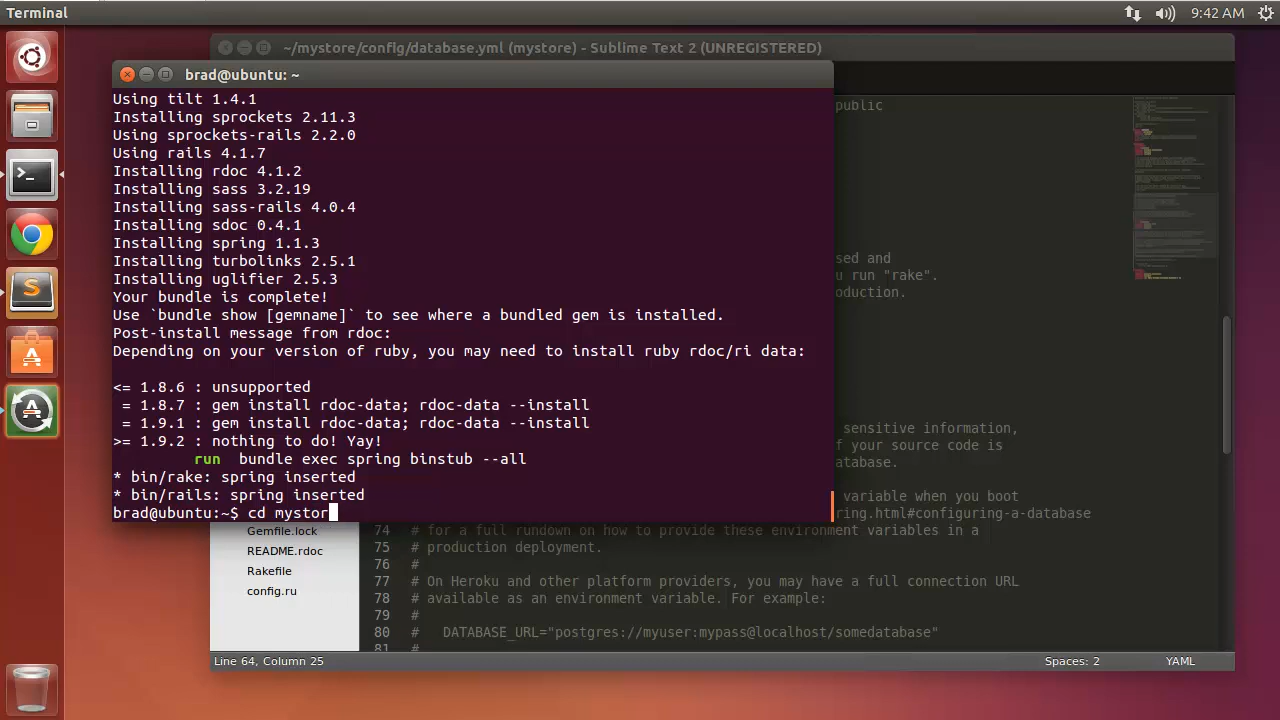 Terminal
9:42 AM
~/mystore/config/database.yml (mystore) - Sublime Text 2 (UNREGISTERED)
brad@ubuntu: ~
Using tilt 1.4.1
Installing sprockets 2.11.3
Using sprockets-rails 2.2.0
Using rails 4.1.7
Installing rdoc 4.1.2
Installing sass 3.2.19
Installing sass-rails 4.0.4
Installing sdoc 0.4.1
Installing spring 1.1.3
Installing turbolinks 2.5.1
Installing uglifier 2.5.3
Your bundle is complete!
Use `bundle show [gemname]` to see where a bundled gem is installed.
Post-install message from rdoc:
Depending on your version of ruby, you may need to install ruby rdoc/ri data:
<= 1.8.6 : unsupported
= 1.8.7 : gem install rdoc-data; rdoc-data --install
= 1.9.1 : gem install rdoc-data; rdoc-data --install
>= 1.9.2 : nothing to do! Yay!
run bundle exec spring binstub --all
* bin/rake: spring inserted
* bin/rails: spring inserted
brad@ubuntu:~$ cd mystor
public
sed and
u run "rake".
oduction.
sensitive information,
f your source code is
atabase.
variable when you boot
ring.html#configuring-a-database
Gemfile.lock
README.rdoc
Rakefile
config.ru
74 # for a full rundown on how to provide these environment variables in a
75 # production deployment.
76 #
77 # On Heroku and other platform providers, you may have a full connection URL
78 # available as an environment variable. For example:
79 #
80 # DATABASE_URL="postgres://myuser:mypass@localhost/somedatabase"
81 #
Line 64, Column 25
Spaces: 2
YAML